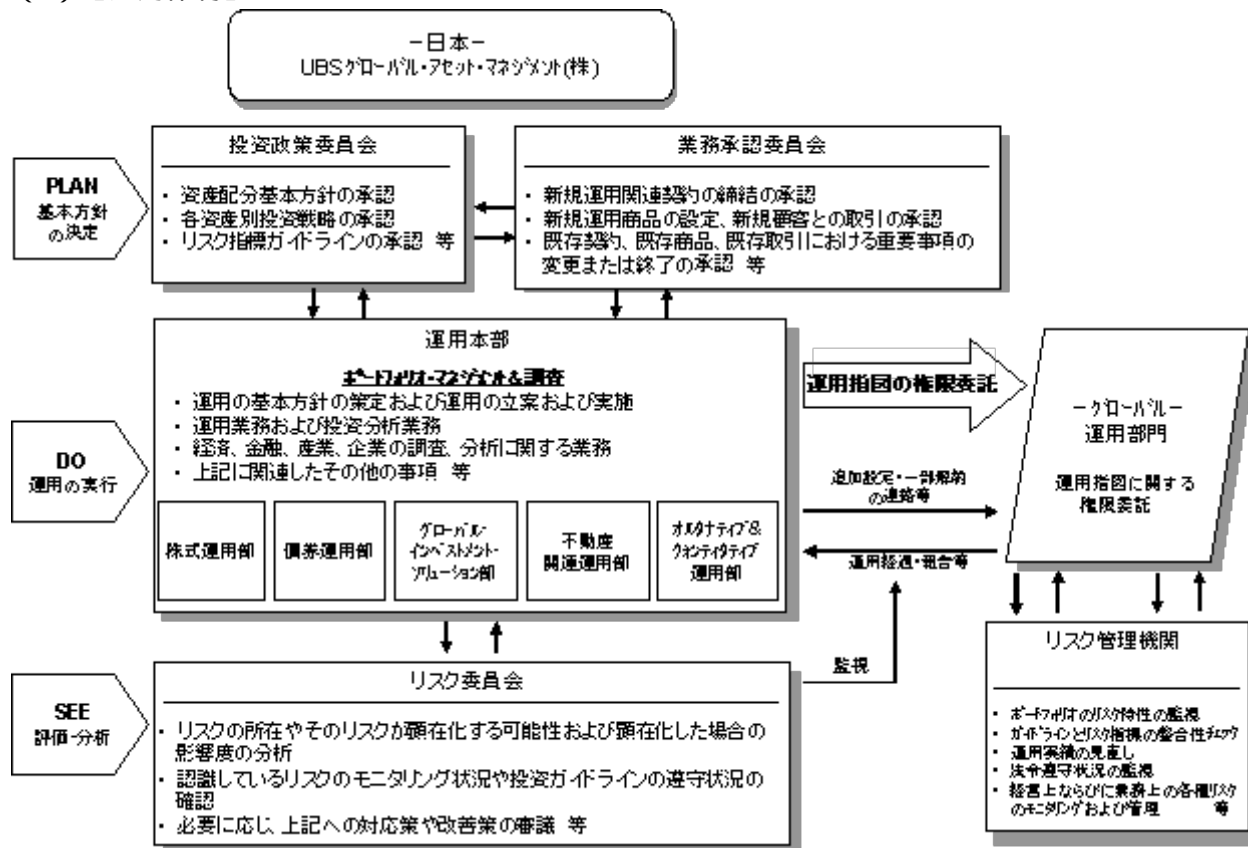 －日本－
UBSグローバル・アセット・マネジメント(株)
PLAN
基本方針
の決定
投資政策委員会
・ 資産配分基本方針の承認
・ 各資産別投資戦略の承認
・ リスク指標ガイドラインの承認 等
業務承認委員会
・ 新規運用関連契約の締結の承認
・ 新規運用商品の設定、新規顧客との取引の承認
・ 既存契約、既存商品、既存取引における重要事項の
変更または終了の承認 等
DO
運用の実行
運用本部
ポートフォリオ・マネジメント＆調査
・ 運用の基本方針の策定および運用の立案および実施
・ 運用業務および投資分析業務
・ 経済、金融、産業、企業の調査、分析に関する業務
・ 上記に関連したその他の事項 等
株式運用部
債券運用部
グローバル・
インベストメント・
ソリューション部
不動産
関連運用部
オルタナティブ＆
クォンティタティブ
運用部
運用指図の権限委託
追加設定・一部解約
の連絡等
運用経過・報告等
－グローバル－
運用部門
運用指図に関する
権限委託
SEE
評価・分析
リスク委員会
・ リスクの所在やそのリスクが顕在化する可能性および顕在化した場合の
影響度の分析
・ 認識しているリスクのモニタリング状況や投資ガイドラインの遵守状況の
確認
・ 必要に応じ、上記への対応策や改善策の審議 等
監視
リスク管理機関
・ ポートフォリオのリスク特性の監視
・ ガイドラインとリスク指標の整合性チェック
・ 運用実績の見直し
・ 法令遵守状況の監視
・ 経営上ならびに業務上の各種リスク
のモニタリングおよび管理 等